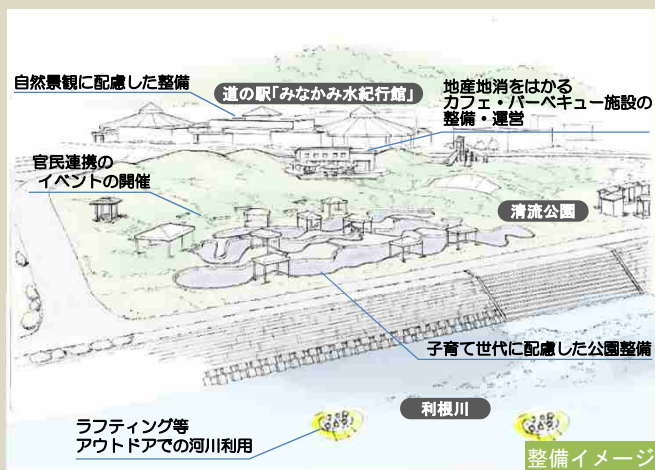 自然景観に配慮した整備
道の駅「みなかみ水紀行館」
地産地消をはかる
カフェ・バーベキュー施設の
整備・運営
官民連携の
イベントの開催
清流公園
子育て世代に配慮した公園整備
利根川
ラフティング等
アウトドアでの河川利用
整備イメージ